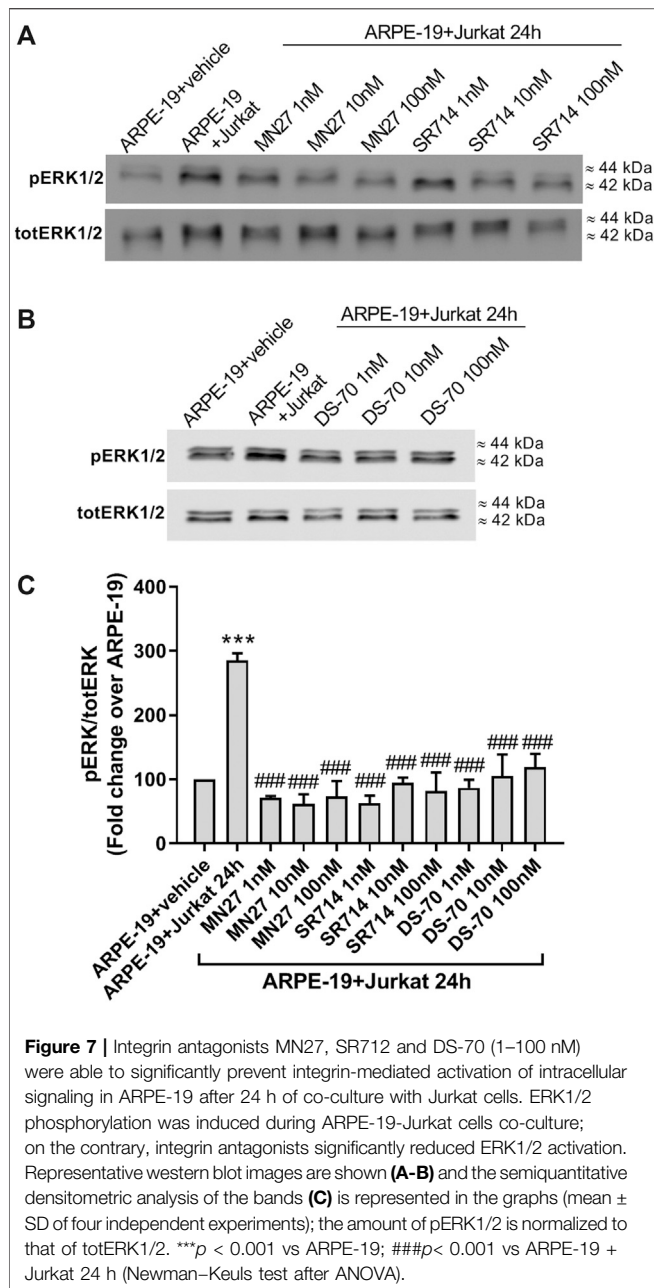 A
ARPE-19+Jurkat 24h
ARPE-19+vehicle
ARPE-19
+Jurkat
MN27 1nM
MN27 10nM
MN27 100nM
SR714 1nM
SR714 10nM
SR714 100nM
pERK1/2
≈ 44 kDa
≈ 42 kDa
totERK1/2
≈ 44 kDa
≈ 42 kDa
B
ARPE-19+Jurkat 24h
ARPE-19+vehicle
ARPE-19
+Jurkat
DS-70 1nM
DS-70 10nM
DS-70 100nM
pERK1/2
≈ 44 kDa
≈ 42 kDa
totERK1/2
≈ 44 kDa
≈ 42 kDa
C
pERK/totERK
(Fold change over ARPE-19)
400
300
200
100
0
***
###
###
###
###
###
###
###
###
###
ARPE-19+vehicle
ARPE-19+Jurkat 24h
MN27 1nM
MN27 10nM
MN27 100nM
SR714 1nM
SR714 10nM
SR714 100nM
DS-70 1nM
DS-70 10nM
DS-70 100nM
ARPE-19+Jurkat 24h
Figure 7 | Integrin antagonists MN27, SR712 and DS-70 (1–100 nM)
were able to significantly prevent integrin-mediated activation of intracellular
signaling in ARPE-19 after 24 h of co-culture with Jurkat cells. ERK1/2
phosphorylation was induced during ARPE-19-Jurkat cells co-culture;
on the contrary, integrin antagonists significantly reduced ERK1/2 activation.
Representative western blot images are shown (A-B) and the semiquantitative
densitometric analysis of the bands (C) is represented in the graphs (mean ±
SD of four independent experiments); the amount of pERK1/2 is normalized to
that of totERK1/2. ***p < 0.001 vs ARPE-19; ###p< 0.001 vs ARPE-19 +
Jurkat 24 h (Newman–Keuls test after ANOVA).